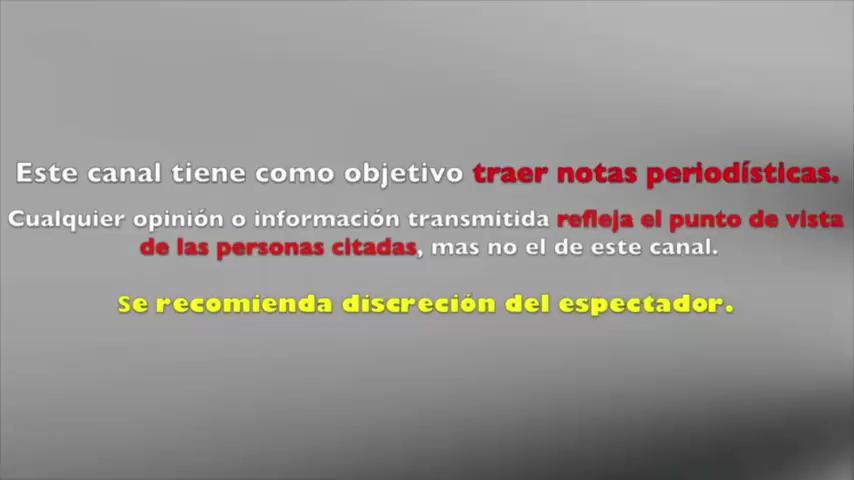 Este canal tiene como objetivo traer notas periodísticas.
Cualquier opinión o información transmitida refleja el punto de vista
de las personas citadas, mas no el de este canal.
Se recomienda discreción del espectador.